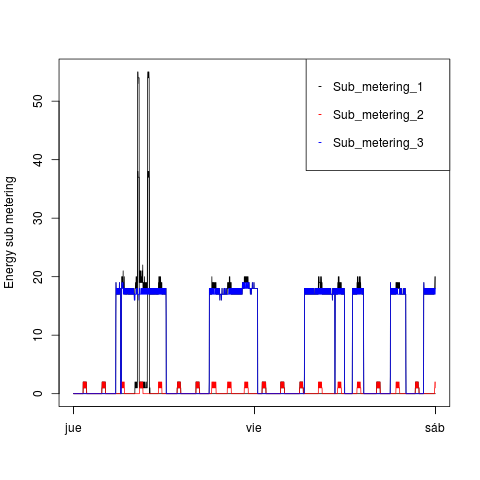 Sub_metering_1
Sub_metering_2
Sub_metering_3
Energy sub metering
50
40
30
20
10
0
jue
vie
sáb